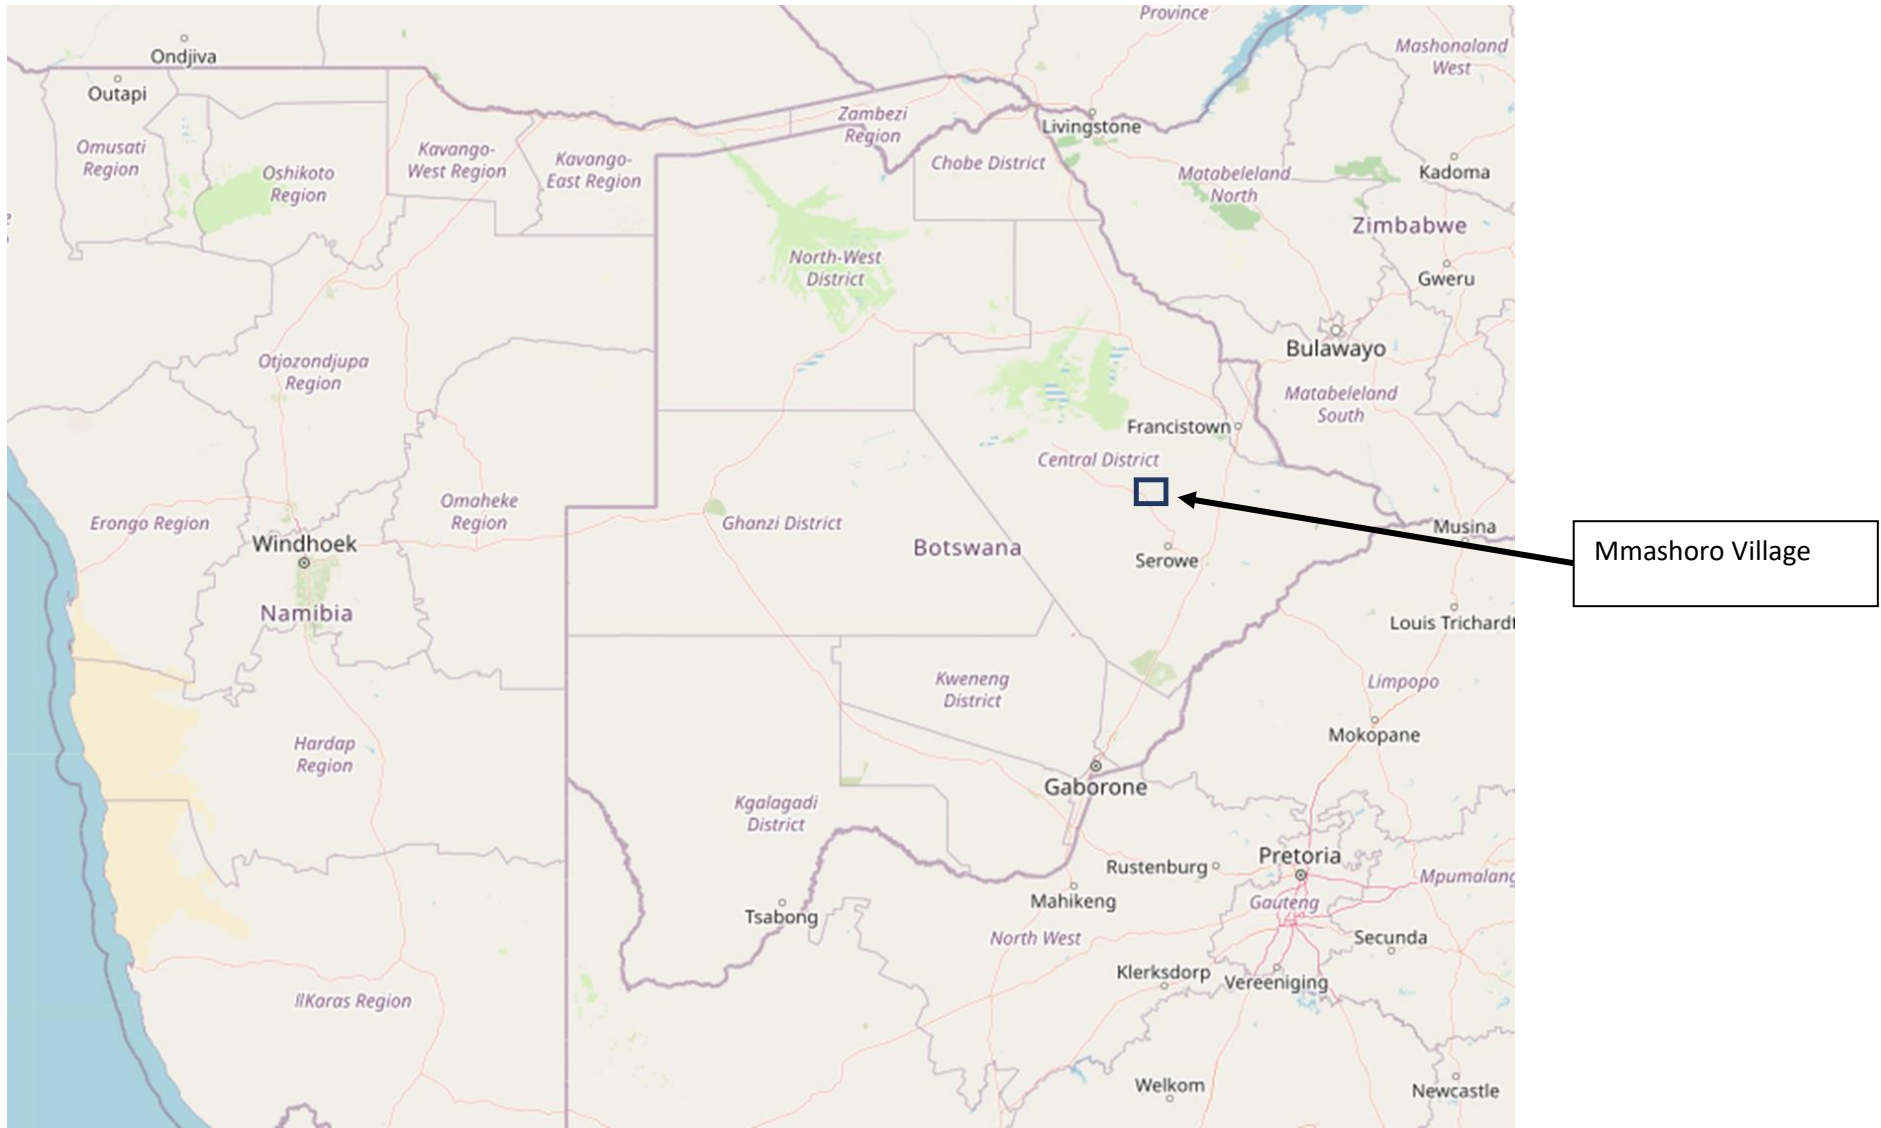 Province
Mashonaland
West
Ondjiva
Outapi
Zambezi
Region
Livingstone
Omusati
Region
Kavango-
West Region
Kavango-
East Region
Chobe District
Oshikoto
Region
Matabeleland
North
Kadoma
Zimbabwe
North-West
District
Gweru
Bulawayo
Otjozondjupa
Region
Matabeleland
South
Francistown
Central District
Omaheke
Region
Erongo Region
Ghanzi District
Musina
Windhoek
Botswana
Serowe
Mmashoro Village
Namibia
Louis Trichardt
Kweneng
District
Limpopo
Hardap
Region
Mokopane
Gaborone
Kgalagadi
District
Pretoria
Rustenburg
Mpumalang
Mahikeng
Gauteng
Tsabong
North West
Secunda
Klerksdorp
Vereeniging
ǁKaras Region
Welkom
Newcastle